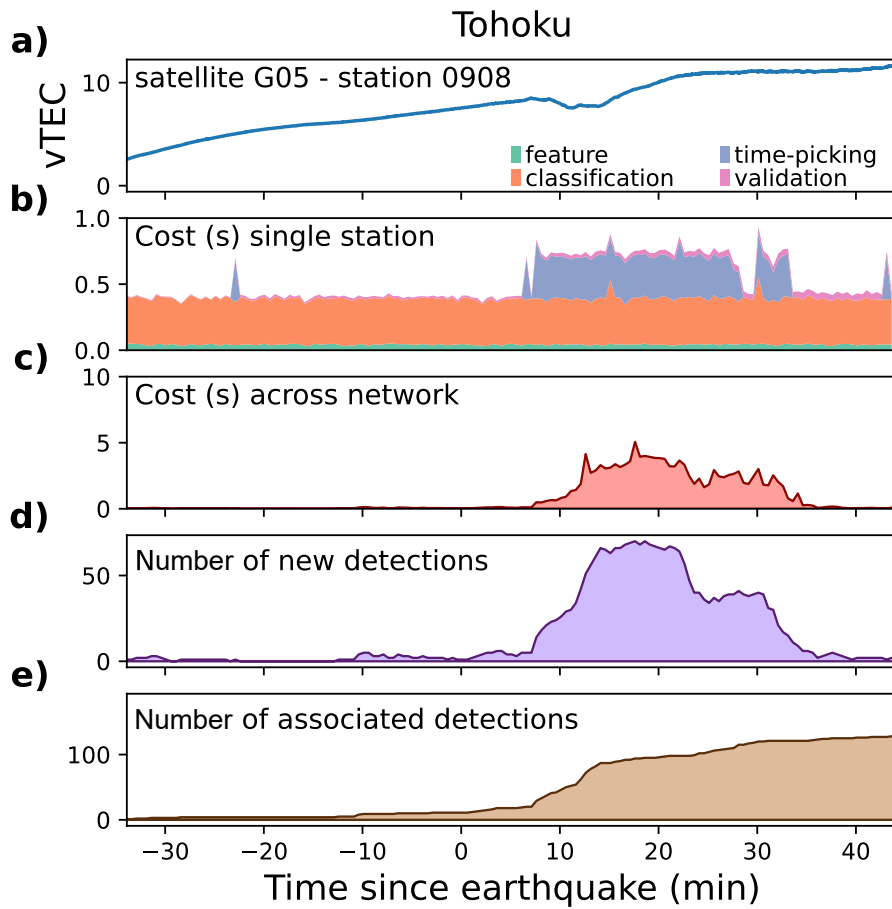 Tohoku
a)
10
0
vTEC
satellite G05 - station 0908
feature
time-picking
classification
validation
b)
1.0
0.5
0.0
Cost (s) single station
c)
10
5
0
Cost (s) across network
d)
50
0
Number of new detections
e)
100
0
Number of associated detections
−30 −20 −10 0 10 20 30 40
Time since earthquake (min)